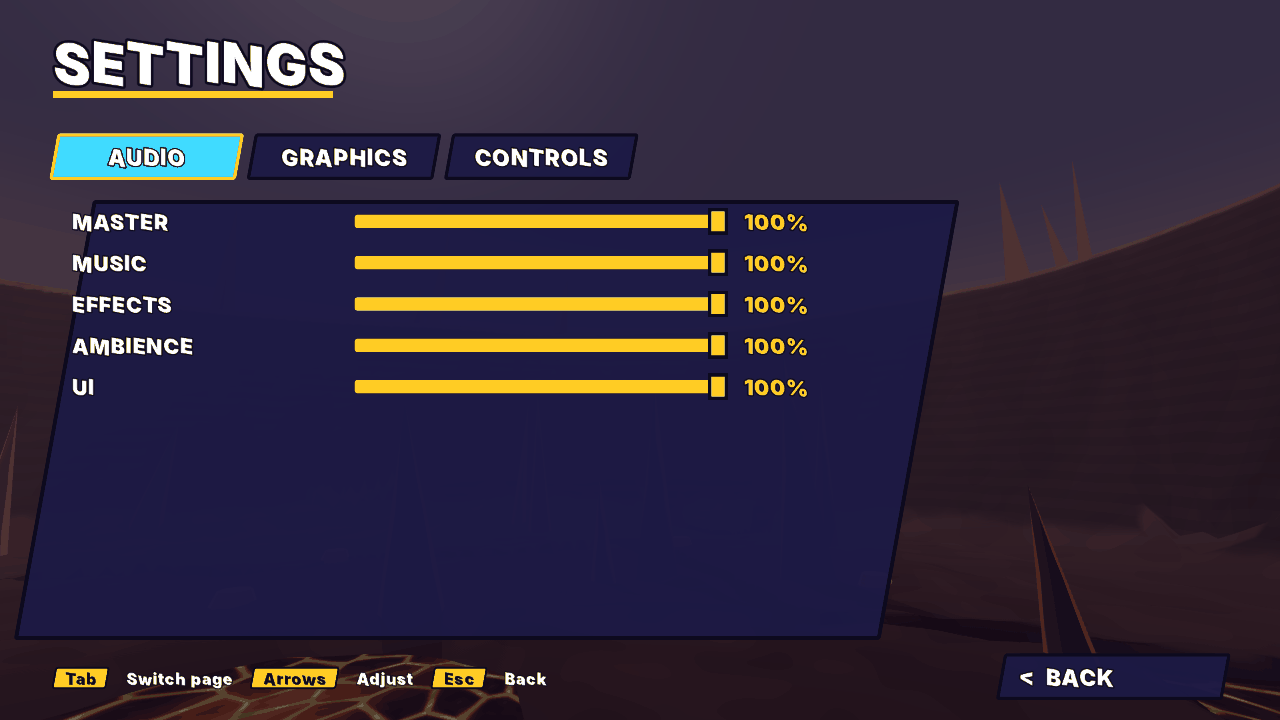 SETTINGS
AUDIO GRAPHICS CONTROLS
MASTER 100%
MUSIC 100%
EFFECTS 100%
AMBIENCE 100%
UI 100%
Tab Switch page Arrows Adjust Esc Back
< BACK